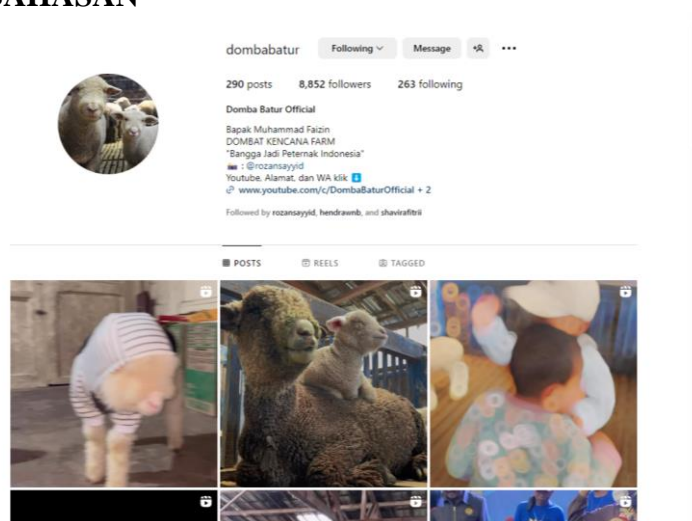 dombabatur Following Message
290 posts 8,852 followers 263 following
Domba Batur Official
Bapak Muhammad Faizin
DOMBAT KENCANA FARM
"Bangga Jadi Peternak Indonesia"
: @rozansayyid
Youtube, Alamat, dan WA klik
www.youtube.com/c/DombaBaturOfficial + 2
Followed by rozansayyid, hendrawnb, and shavirafitrii
POSTS REELS TAGGED